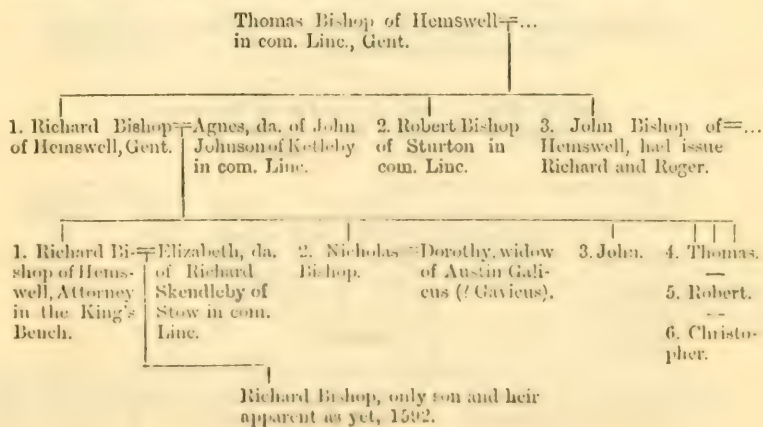 Thomas Bishop of Hemswell=...
in com. Linc., Gent.
1. Richard Bishop=Agnes, da. of John
of Hemswell, Gent. Johnson of Ketleby
in com. Linc.
2. Robert Bishop
of Sturton in
com. Linc.
3. John Bishop of=...
Hemswell, had issue
Richard and Roger.
1. Richard Bi-=Elizabeth, da.
shop of Hems- of Richard
well, Attorney Skendleby of
in the King's Stow in com.
Bench. Linc.
2. Nicholas=Dorothy, widow
Bishop. of Austin Gali-
cus (? Gavicus).
3. John.
4. Thomas.
—
5. Robert.
—
6. Christo-
pher.
Richard Bishop, only son and heir
apparent as yet, 1592.